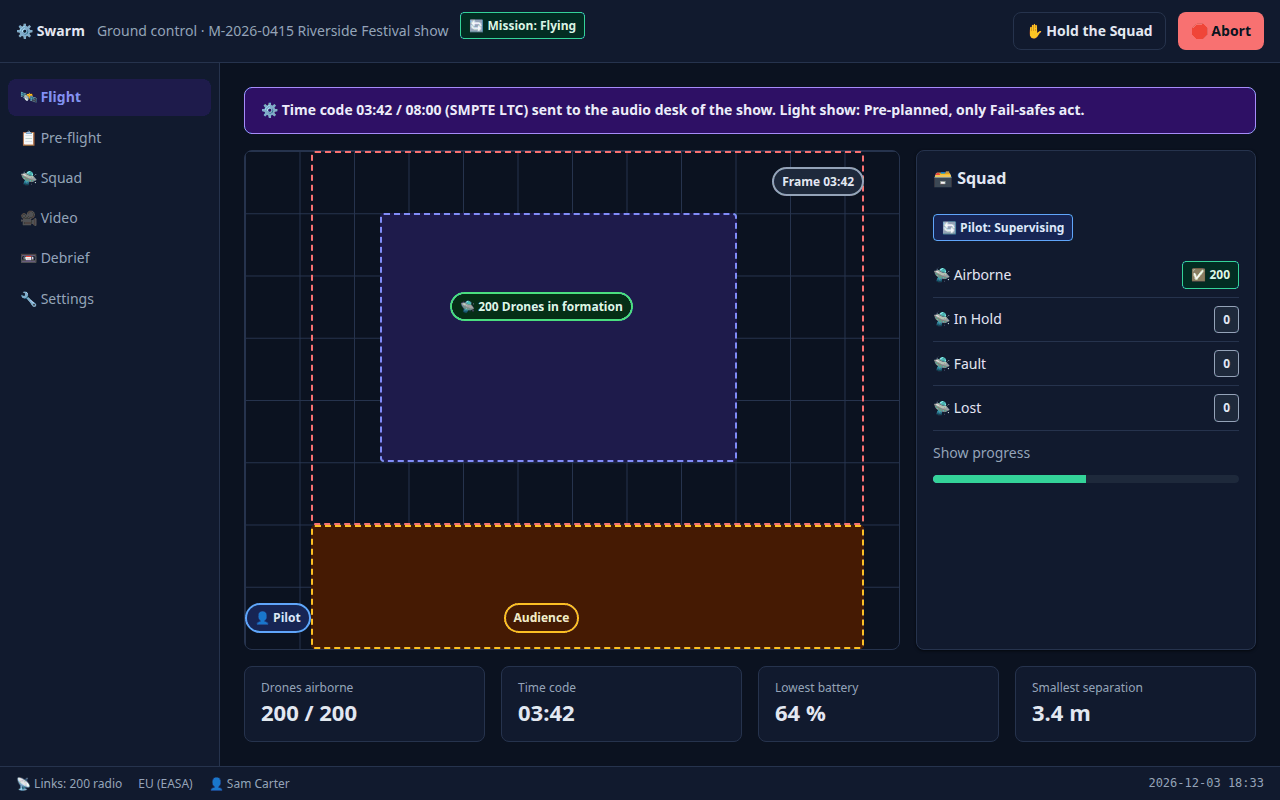 ⚙️ Swarm Ground control · M-2026-0415 Riverside Festival show 🔄 Mission: Flying ✋ Hold the Squad 🛑 Abort
🛰️ Flight
📋 Pre-flight
🛸 Squad
🎥 Video
📼 Debrief
🔧 Settings
⚙️ Time code 03:42 / 08:00 (SMPTE LTC) sent to the audio desk of the show. Light show: Pre-planned, only Fail-safes act.
Frame 03:42
🛸 200 Drones in formation
👤 Pilot
Audience
🗃️ Squad
🔄 Pilot: Supervising
🛸 Airborne ✅ 200
🛸 In Hold 0
🛸 Fault 0
🛸 Lost 0
Show progress
Drones airborne
200 / 200
Time code
03:42
Lowest battery
64 %
Smallest separation
3.4 m
📡 Links: 200 radio EU (EASA) 👤 Sam Carter 2026-12-03 18:33